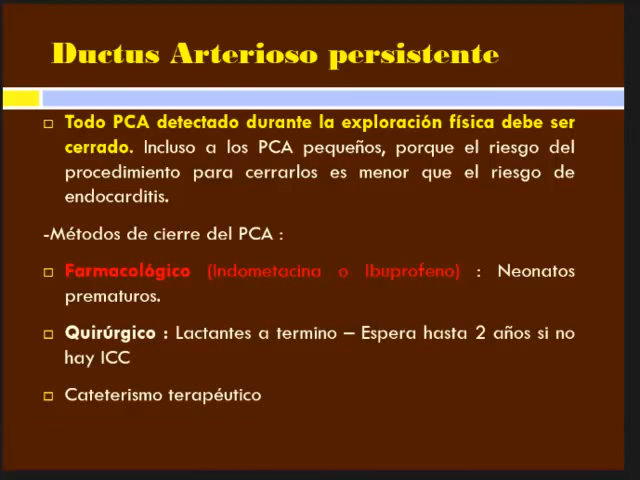 Ductus Arterioso persistente
Todo PCA detectado durante la exploración física debe ser
cerrado. Incluso a los PCA pequeños, porque el riesgo del
procedimiento para cerrarlos es menor que el riesgo de
endocarditis.
-Métodos de cierre del PCA :
Farmacológico (Indometacina o Ibuprofeno) : Neonatos
prematuros.
Quirúrgico : Lactantes a termino – Espera hasta 2 años si no
hay ICC
Cateterismo terapéutico